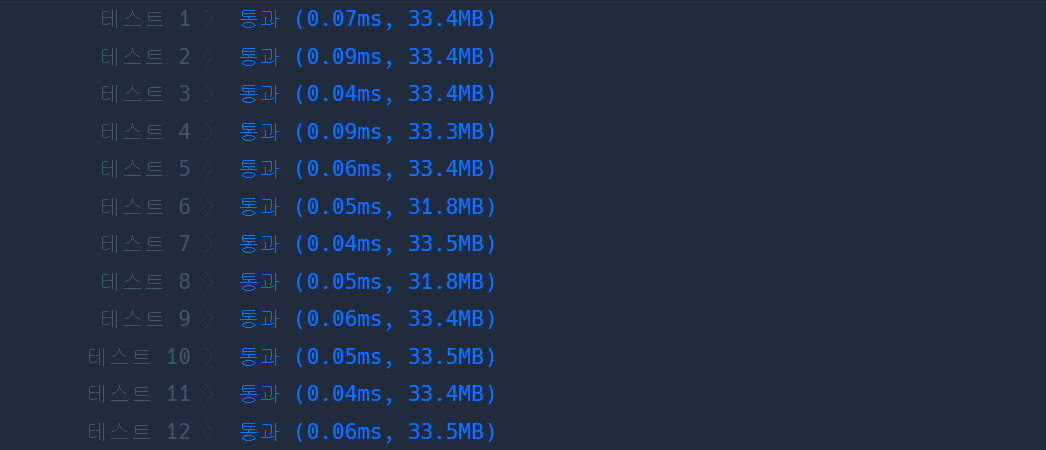 테스트 1 〉 통과 (0.07ms, 33.4MB)
테스트 2 〉 통과 (0.09ms, 33.4MB)
테스트 3 〉 통과 (0.04ms, 33.4MB)
테스트 4 〉 통과 (0.09ms, 33.3MB)
테스트 5 〉 통과 (0.06ms, 33.4MB)
테스트 6 〉 통과 (0.05ms, 31.8MB)
테스트 7 〉 통과 (0.04ms, 33.5MB)
테스트 8 〉 통과 (0.05ms, 31.8MB)
테스트 9 〉 통과 (0.06ms, 33.4MB)
테스트 10 〉 통과 (0.05ms, 33.5MB)
테스트 11 〉 통과 (0.04ms, 33.4MB)
테스트 12 〉 통과 (0.06ms, 33.5MB)